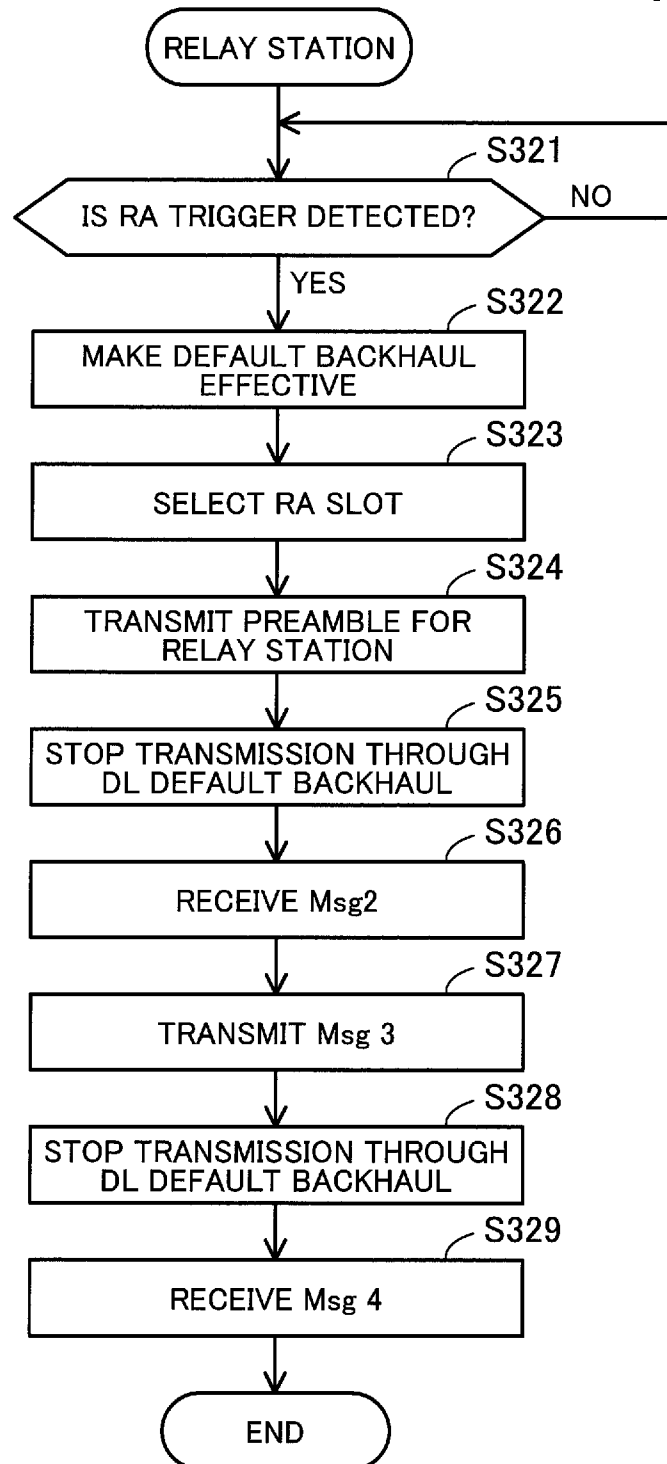 RELAY STATION
S321
IS RA TRIGGER DETECTED?
NO
YES
S322
MAKE DEFAULT BACKHAUL
EFFECTIVE
S323
SELECT RA SLOT
S324
TRANSMIT PREAMBLE FOR
RELAY STATION
S325
STOP TRANSMISSION THROUGH
DL DEFAULT BACKHAUL
S326
RECEIVE Msg2
S327
TRANSMIT Msg 3
S328
STOP TRANSMISSION THROUGH
DL DEFAULT BACKHAUL
S329
RECEIVE Msg 4
END